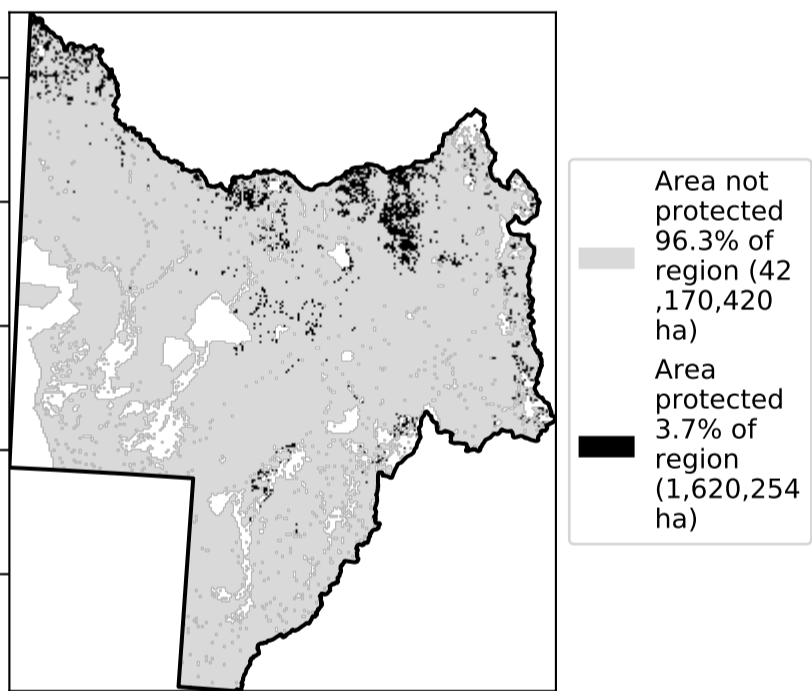 Area not
protected
96.3% of
region (42
,170,420
ha)
Area
protected
3.7% of
region
(1,620,254
ha)